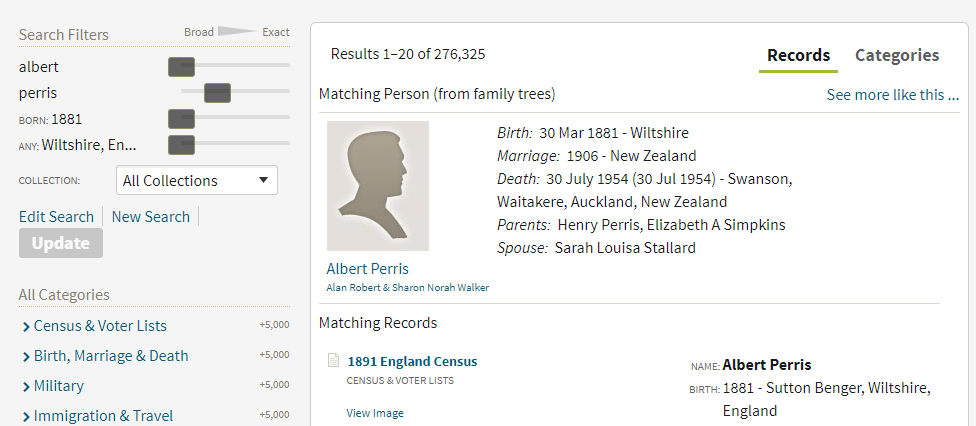 Search Filters
Broad Exact
albert
perris
BORN: 1881
ANY: Wiltshire, En...
COLLECTION: All Collections
Edit Search New Search
Update
All Categories
Census & Voter Lists +5,000
Birth, Marriage & Death +5,000
Military +5,000
Immigration & Travel +5,000
Results 1–20 of 276,325
Records Categories
Matching Person (from family trees)
See more like this ...
Birth: 30 Mar 1881 - Wiltshire
Marriage: 1906 - New Zealand
Death: 30 July 1954 (30 Jul 1954) - Swanson,
Waitakere, Auckland, New Zealand
Parents: Henry Perris, Elizabeth A Simpkins
Spouse: Sarah Louisa Stallard
Albert Perris
Alan Robert & Sharon Norah Walker
Matching Records
1891 England Census
CENSUS & VOTER LISTS
View Image
NAME: Albert Perris
BIRTH: 1881 - Sutton Benger, Wiltshire,
England